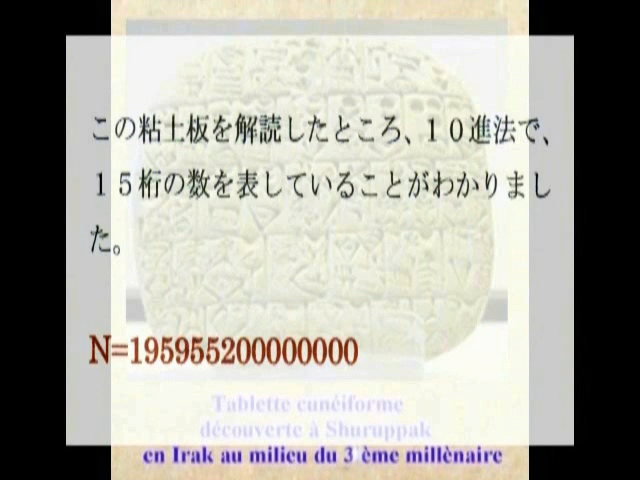 この粘土板を解読したところ、１０進法で、
１５桁の数を表していることがわかりまし
た。
N=195955200000000
Tablette cunéiforme
découverte à Shuruppak
en Irak au milieu du 3 ème millènaire